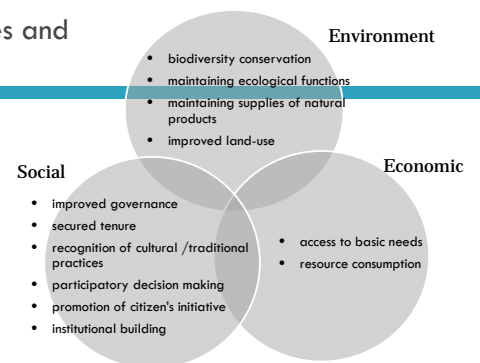 es and
Environment
• biodiversity conservation
• maintaining ecological functions
• maintaining supplies of natural
products
• improved land-use
Social
• improved governance
• secured tenure
• recognition of cultural /traditional
practices
• participatory decision making
• promotion of citizen's initiative
• institutional building
Economic
• access to basic needs
• resource consumption